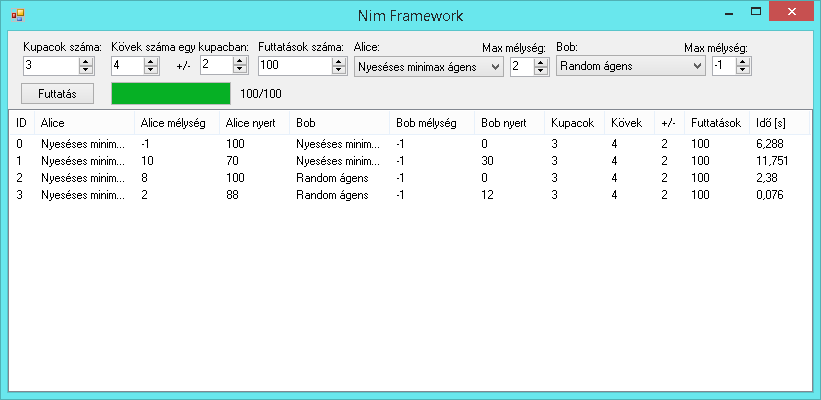 Nim Framework
Kupacok száma: Kövek száma egy kupacban: Futtatások száma: Alice: Max mélység: Bob: Max mélység:
3 4 +/- 2 100 Nyeséses minimax ágens 2 Random ágens -1
Futtatás 100/100
ID Alice Alice mélység Alice nyert Bob Bob mélység Bob nyert Kupacok Kövek +/- Futtatások Idő [s]
0 Nyeséses minim... -1 100 Nyeséses minim... -1 0 3 4 2 100 6,288
1 Nyeséses minim... 10 70 Nyeséses minim... -1 30 3 4 2 100 11,751
2 Nyeséses minim... 8 100 Random ágens -1 0 3 4 2 100 2,38
3 Nyeséses minim... 2 88 Random ágens -1 12 3 4 2 100 0,076